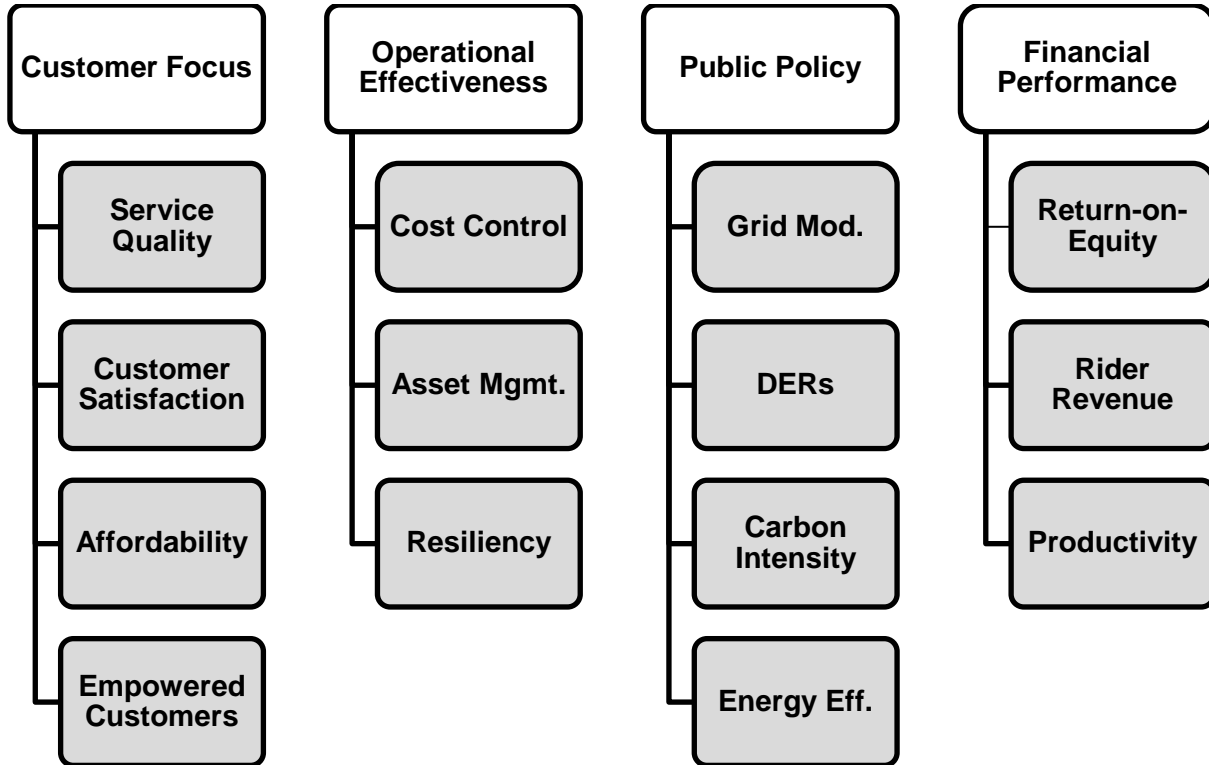 Customer Focus
Service
Quality
Customer
Satisfaction
Affordability
Empowered
Customers
Operational
Effectiveness
Cost Control
Asset Mgmt.
Resiliency
Public Policy
Grid Mod.
DERs
Carbon
Intensity
Energy Eff.
Financial
Performance
Return-on-
Equity
Rider
Revenue
Productivity